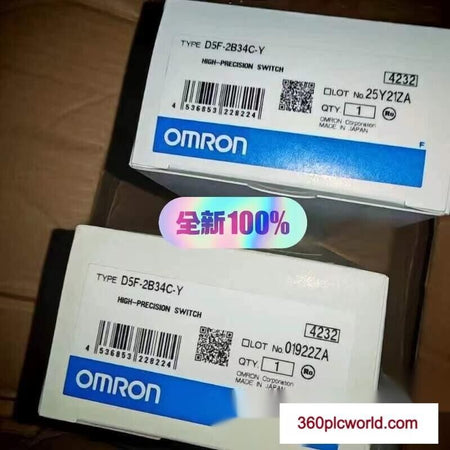 TYPE D5F-2B34C-Y
HIGH-PRECISION SWITCH
4232
LOT No. 25Y21ZA
QTY. 1
4 536853 228224
OMRON Corporation
MADE IN JAPAN
OMRON
F
全新100%
TYPE D5F-2B34C-Y
HIGH-PRECISION SWITCH
4232
LOT No. 01922ZA
QTY. 1
4 536853 228224
OMRON Corporation
MADE IN JAPAN
OMRON
360plcworld.com